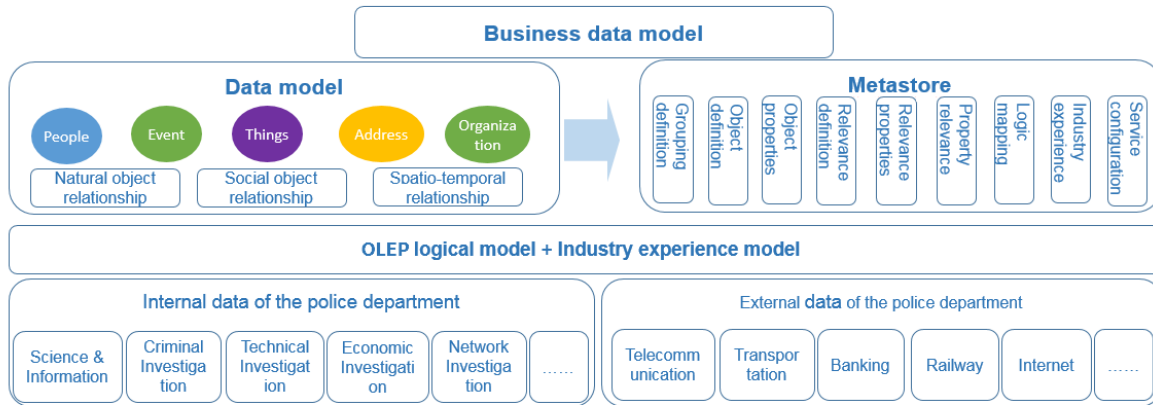 Business data model
Data model
People
Event
Things
Address
Organiza
tion
Natural object
relationship
Social object
relationship
Spatio-temporal
relationship
Metastore
Grouping
definition
Object
definition
Object
properties
Relevance
definition
Relevance
properties
Property
relevance
Logic
mapping
Industry
experience
Service
configuration
OLEP logical model + Industry experience model
Internal data of the police department
Science &
Information
Criminal
Investiga
tion
Technical
Investigat
ion
Economic
Investigati
on
Network
Investiga
tion
……
External data of the police department
Telecomm
unication
Transpor
tation
Banking
Railway
Internet
……